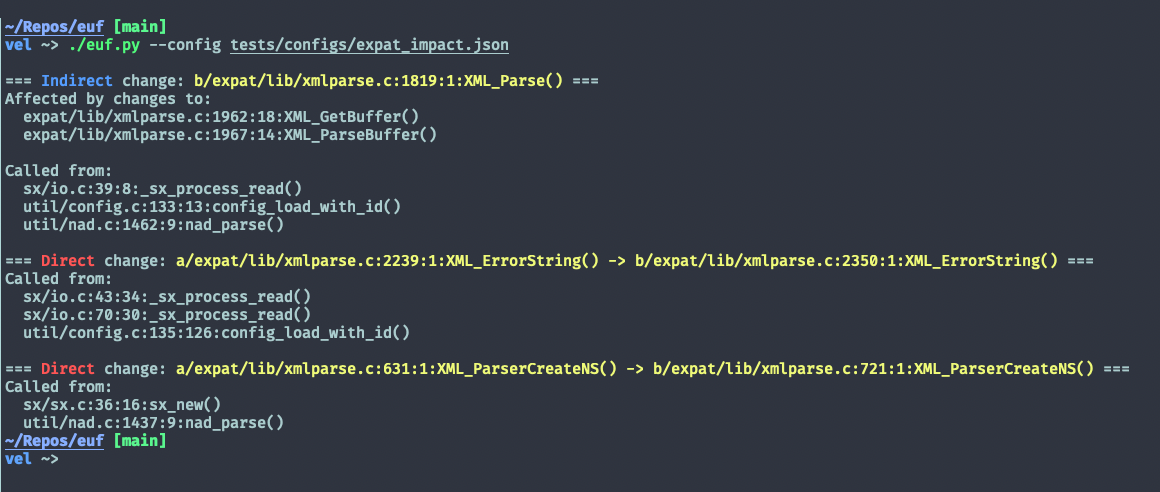 ~/Repos/euf [main]
vel ~> ./euf.py --config tests/configs/expat_impact.json
=== Indirect change: b/expat/lib/xmlparse.c:1819:1:XML_Parse() ===
Affected by changes to:
expat/lib/xmlparse.c:1962:18:XML_GetBuffer()
expat/lib/xmlparse.c:1967:14:XML_ParseBuffer()
Called from:
sx/io.c:39:8:_sx_process_read()
util/config.c:133:13:config_load_with_id()
util/nad.c:1462:9:nad_parse()
=== Direct change: a/expat/lib/xmlparse.c:2239:1:XML_ErrorString() -> b/expat/lib/xmlparse.c:2350:1:XML_ErrorString() ===
Called from:
sx/io.c:43:34:_sx_process_read()
sx/io.c:70:30:_sx_process_read()
util/config.c:135:126:config_load_with_id()
=== Direct change: a/expat/lib/xmlparse.c:631:1:XML_ParserCreateNS() -> b/expat/lib/xmlparse.c:721:1:XML_ParserCreateNS() ===
Called from:
sx/sx.c:36:16:sx_new()
util/nad.c:1437:9:nad_parse()
~/Repos/euf [main]
vel ~>